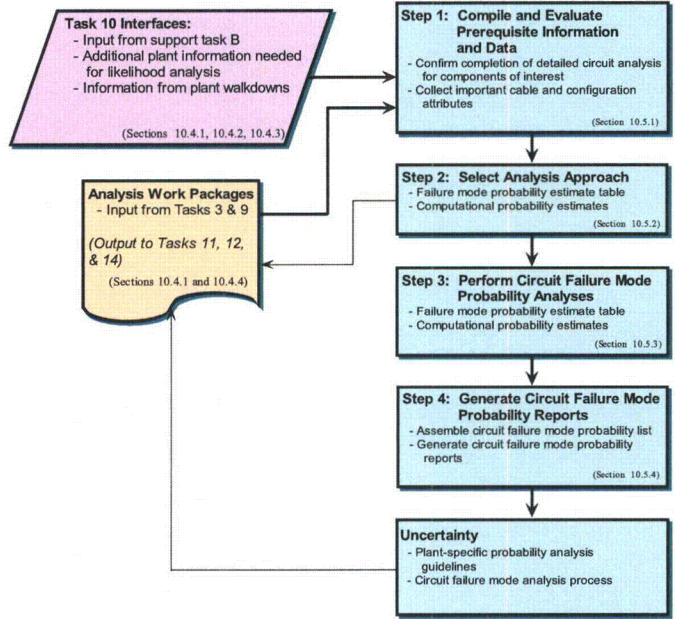 Task 10 Interfaces:
- Input from support task B
- Additional plant information needed
for likelihood analysis
- Information from plant walkdowns
(Sections 10.4.1, 10.4.2, 10.4.3)
Analysis Work Packages
- Input from Tasks 3 & 9
(Output to Tasks 11, 12,
& 14)
(Sections 10.4.1 and 10.4.4)
Step 1: Compile and Evaluate
Prerequisite Information
and Data
- Confirm completion of detailed circuit analysis
for components of interest
- Collect important cable and configuration
attributes
(Section 10.5.1)
Step 2: Select Analysis Approach
- Failure mode probability estimate table
- Computational probability estimates
(Section 10.5.2)
Step 3: Perform Circuit Failure Mode
Probability Analyses
- Failure mode probability estimate table
- Computational probability estimates
(Section 10.5.3)
Step 4: Generate Circuit Failure Mode
Probability Reports
- Assemble circuit failure mode probability list
- Generate circuit failure mode probability
reports
(Section 10.5.4)
Uncertainty
- Plant-specific probability analysis
guidelines
- Circuit failure mode analysis process